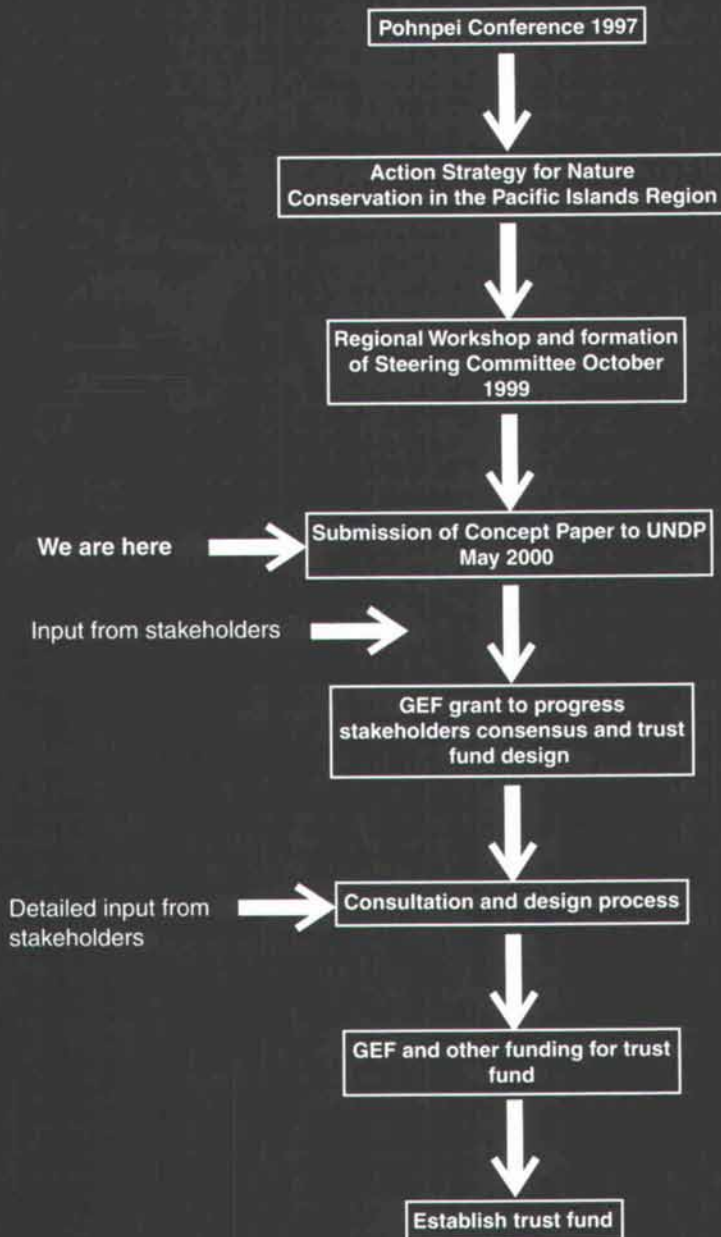 Pohnpei Conference 1997
Action Strategy for Nature
Conservation in the Pacific Islands Region
Regional Workshop and formation
of Steering Committee October
1999
We are here
Submission of Concept Paper to UNDP
May 2000
Input from stakeholders
GEF grant to progress
stakeholders consensus and trust
fund design
Detailed input from
stakeholders
Consultation and design process
GEF and other funding for trust
fund
Establish trust fund